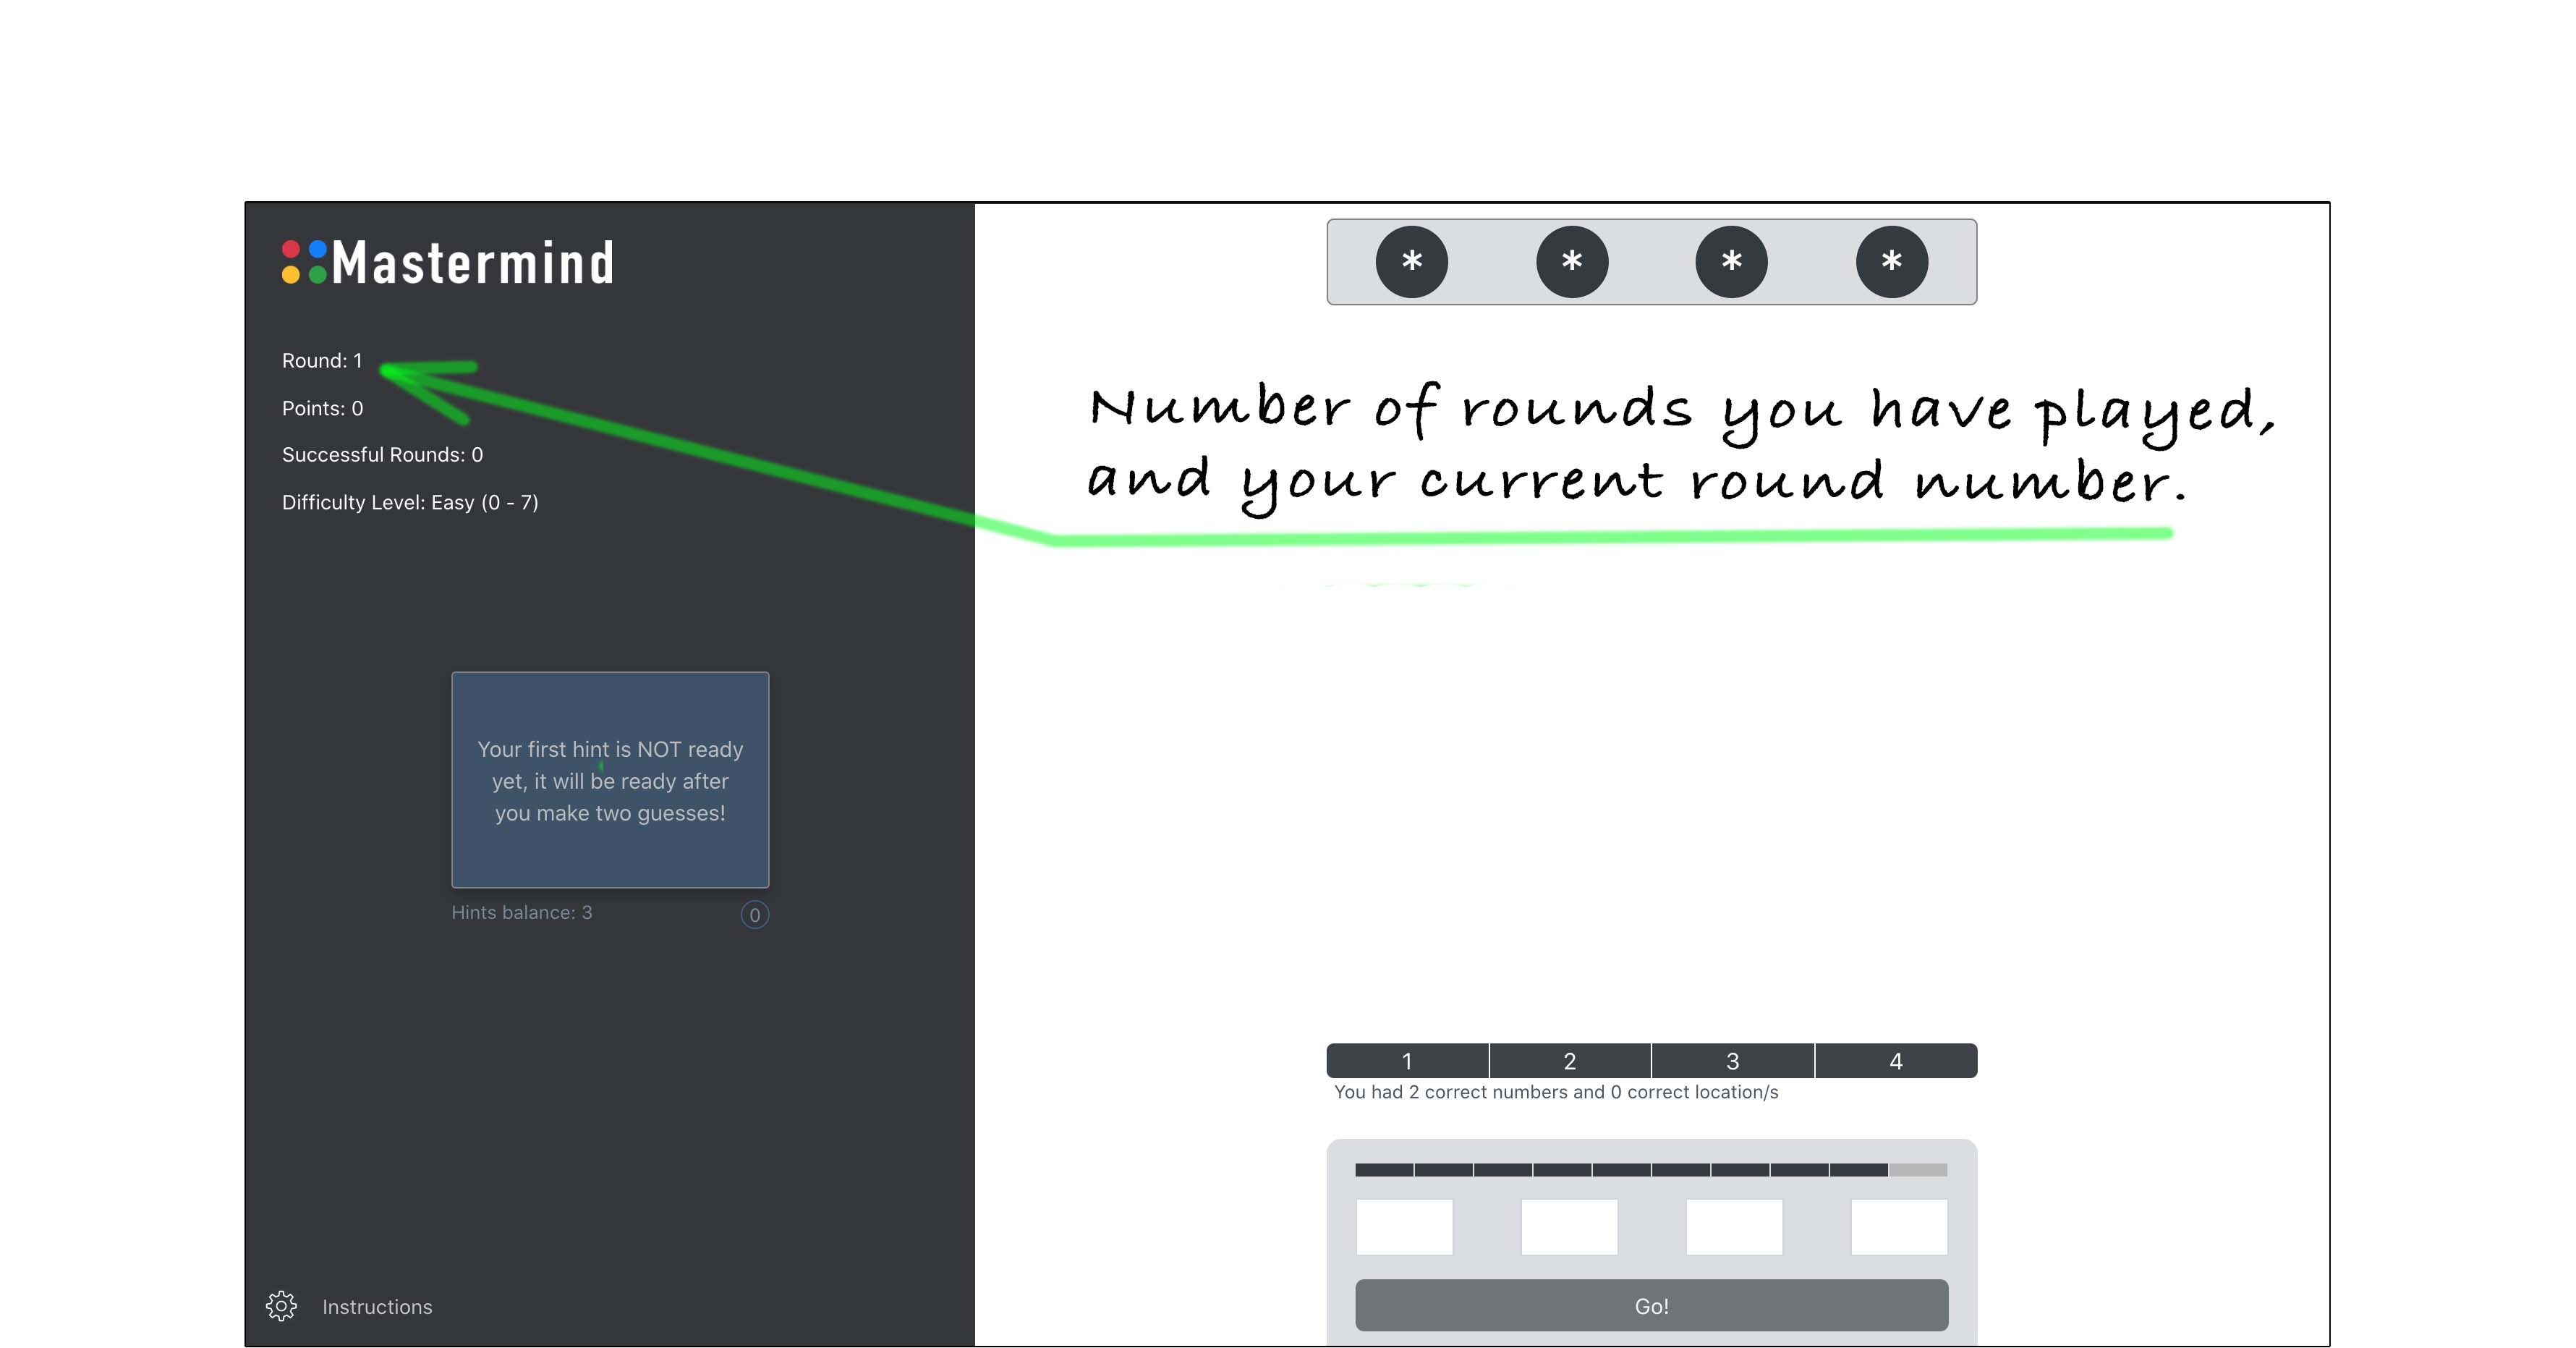 Mastermind
Round: 1
Points: 0
Successful Rounds: 0
Difficulty Level: Easy (0 - 7)
Your first hint is NOT ready
yet, it will be ready after
you make two guesses!
Hints balance: 3
0
Instructions
* * * *
Number of rounds you have played,
and your current round number.
1 2 3 4
You had 2 correct numbers and 0 correct location/s
Go!